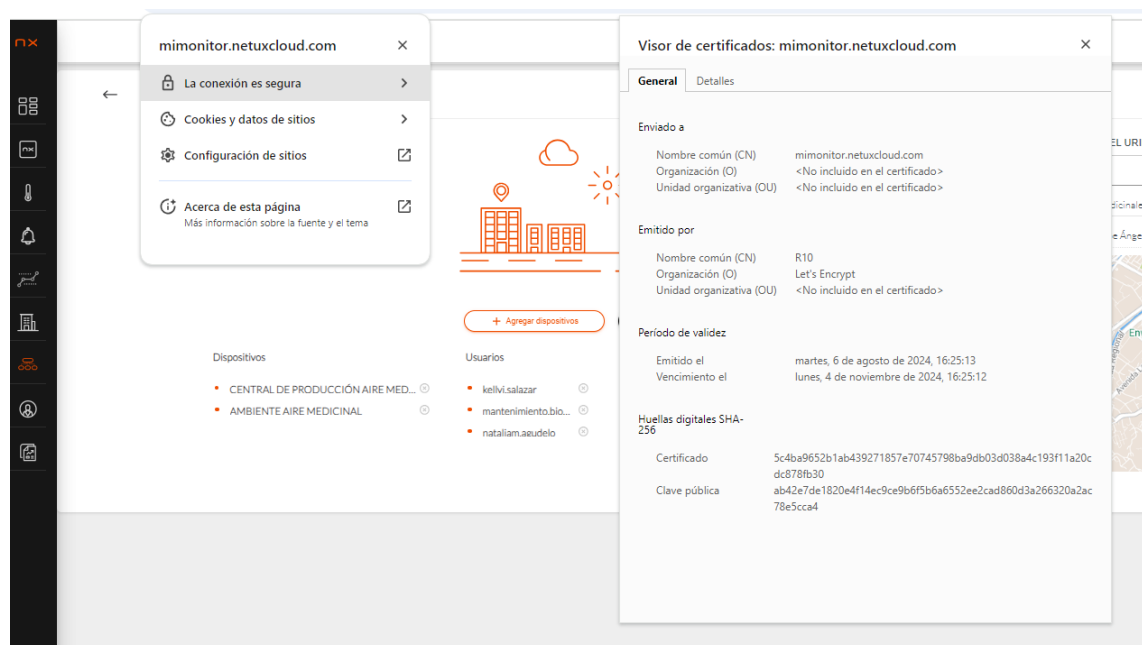 nx
mimonitor.netuxcloud.com
La conexión es segura
Cookies y datos de sitios
Configuración de sitios
Acerca de esta página
Más información sobre la fuente y el tema
+ Agregar dispositivos
Dispositivos
CENTRAL DE PRODUCCIÓN AIRE MED...
AMBIENTE AIRE MEDICINAL
Usuarios
kellvi.salazar
mantenimiento.bio...
nataliam.agudelo
Visor de certificados: mimonitor.netuxcloud.com
General Detalles
Enviado a
Nombre común (CN) mimonitor.netuxcloud.com
Organización (O) <No incluido en el certificado>
Unidad organizativa (OU) <No incluido en el certificado>
Emitido por
Nombre común (CN) R10
Organización (O) Let's Encrypt
Unidad organizativa (OU) <No incluido en el certificado>
Período de validez
Emitido el martes, 6 de agosto de 2024, 16:25:13
Vencimiento el lunes, 4 de noviembre de 2024, 16:25:12
Huellas digitales SHA-
256
Certificado 5c4ba9652b1ab439271857e70745798ba9db03d038a4c193f11a20c
dc878fb30
Clave pública ab42e7de1820e4f14ec9ce9b6f5b6a6552ee2cad860d3a266320a2ac
78e5cca4
EL URI
dicinale
e Ánge
En